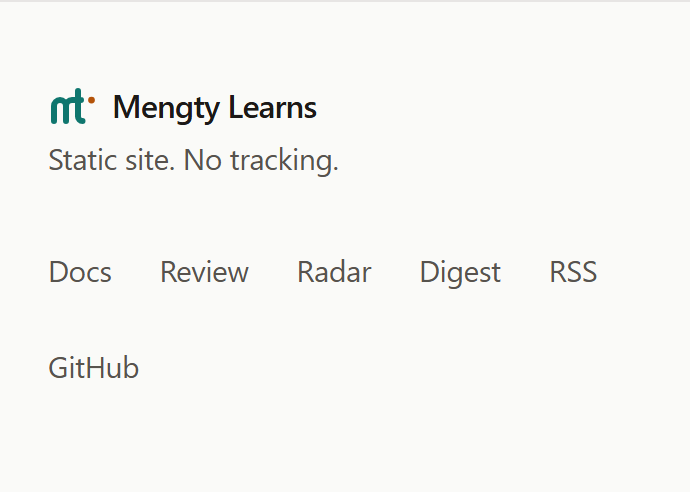 mt Mengty Learns
Static site. No tracking.
Docs Review Radar Digest RSS
GitHub